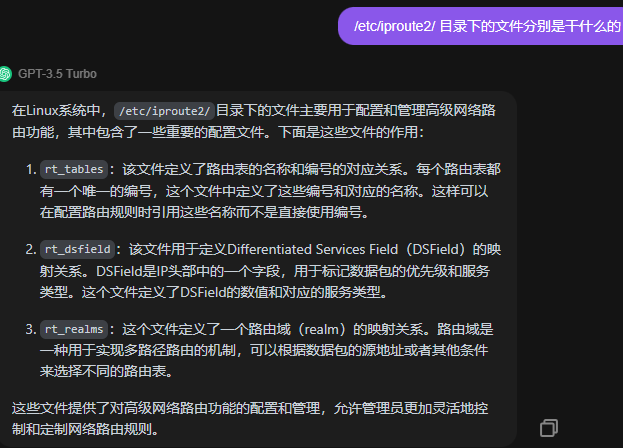 /etc/iproute2/ 目录下的文件分别是干什么的
GPT-3.5 Turbo
在Linux系统中， /etc/iproute2/ 目录下的文件主要用于配置和管理高级网络路
由功能，其中包含了一些重要的配置文件。下面是这些文件的作用：
1. rt_tables ：该文件定义了路由表的名称和编号的对应关系。每个路由表都
有一个唯一的编号，这个文件中定义了这些编号和对应的名称。这样可以
在配置路由规则时引用这些名称而不是直接使用编号。
2. rt_dsfield ：该文件用于定义Differentiated Services Field（DSField）的映
射关系。DSField是IP头部中的一个字段，用于标记数据包的优先级和服务
类型。这个文件定义了DSField的数值和对应的服务类型。
3. rt_realms ：这个文件定义了一个路由域（realm）的映射关系。路由域是
一种用于实现多路径路由的机制，可以根据数据包的源地址或者其他条件
来选择不同的路由表。
这些文件提供了对高级网络路由功能的配置和管理，允许管理员更加灵活地控
制和定制网络路由规则。